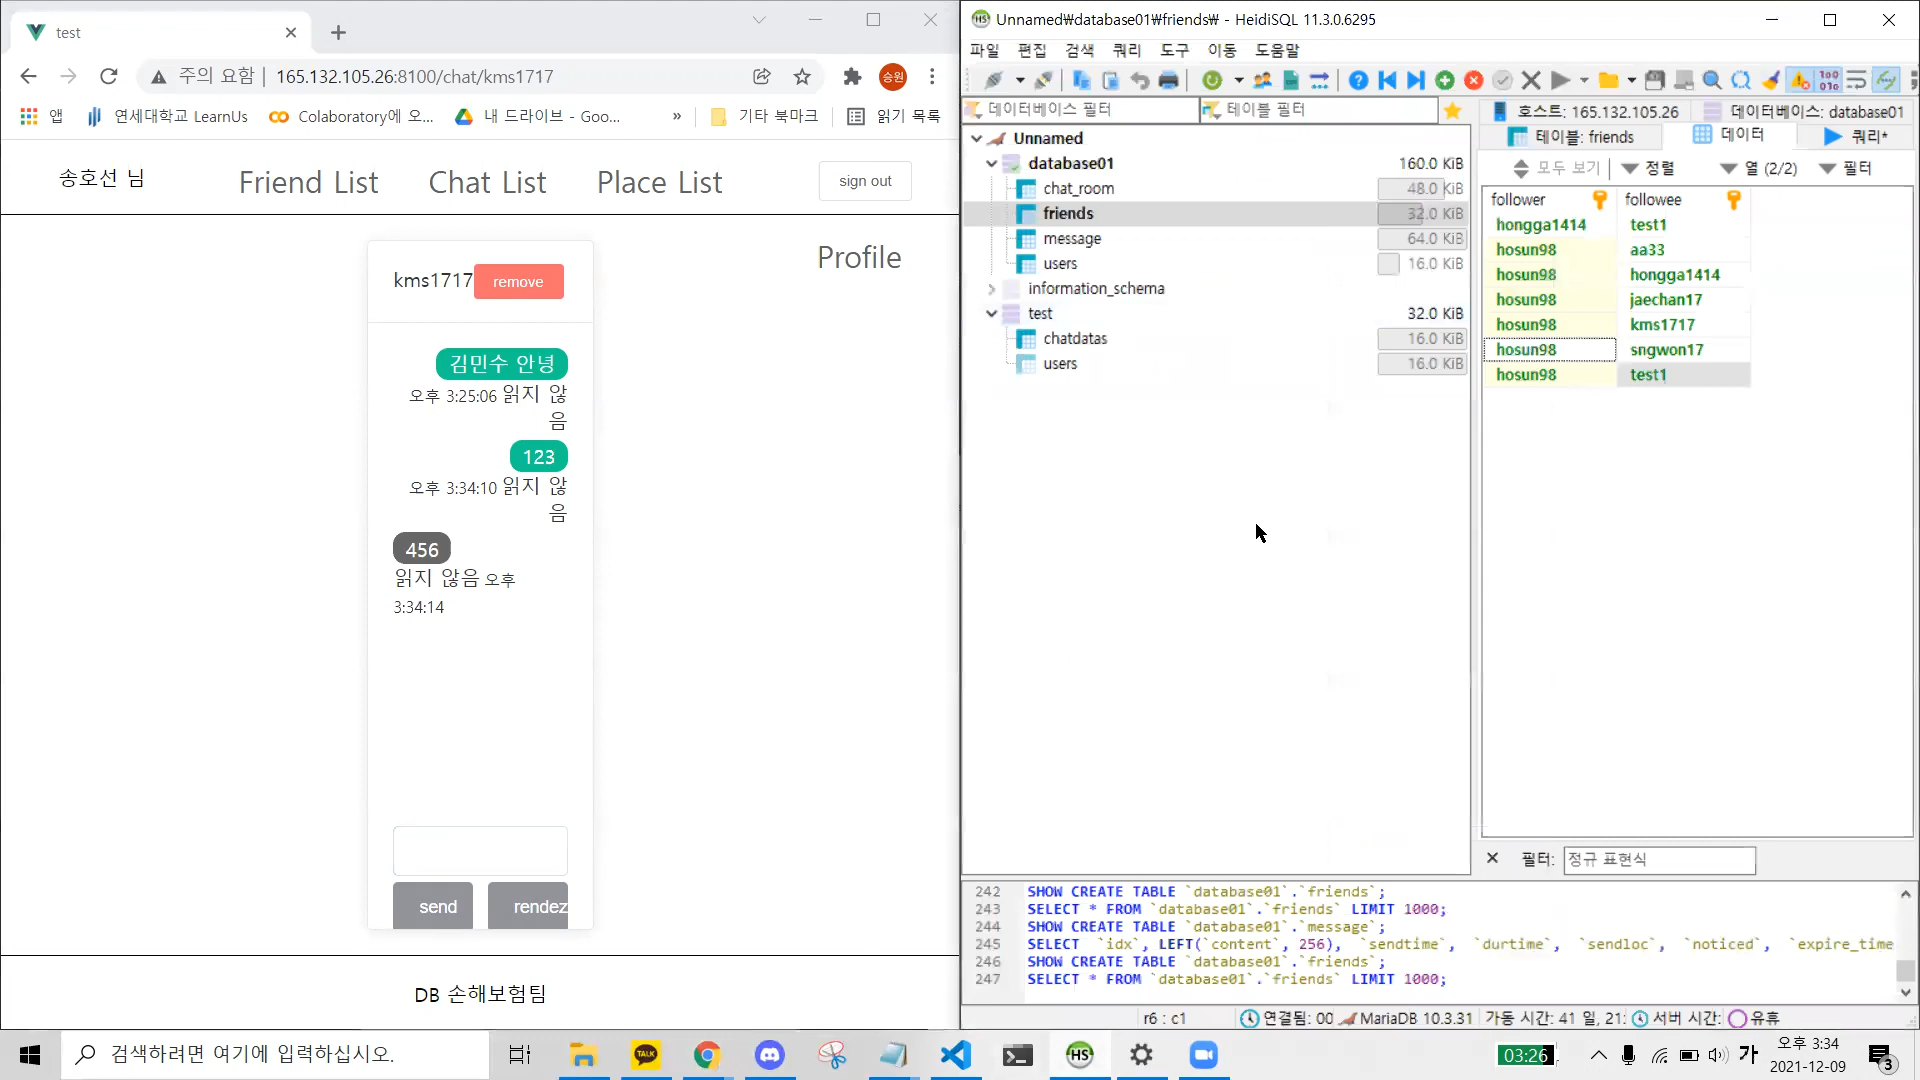 test
주의 요함
165.132.105.26:8100/chat/kms1717
승원
앱
연세대학교 LearnUs
Colaboratory에 오...
내 드라이브 - Goo...
»
기타 북마크
읽기 목록
송호선 님
Friend List
Chat List
Place List
sign out
Profile
kms1717
remove
김민수 안녕
오후 3:25:06 읽지 않
음
123
오후 3:34:10 읽지 않
음
456
읽지 않음 오후
3:34:14
send
rendez
DB 손해보험팀
Unnamed₩database01₩friends₩ - HeidiSQL 11.3.0.6295
파일 편집 검색 쿼리 도구 이동 도움말
데이터베이스 필터
테이블 필터
Unnamed
database01 160.0 KiB
chat_room 48.0 KiB
friends 32.0 KiB
message 64.0 KiB
users 16.0 KiB
information_schema
test 32.0 KiB
chatdatas 16.0 KiB
users 16.0 KiB
호스트: 165.132.105.26
데이터베이스: database01
테이블: friends
데이터
쿼리*
모두 보기
정렬
열 (2/2)
필터
follower followee
hongga1414 test1
hosun98 aa33
hosun98 hongga1414
hosun98 jaechan17
hosun98 kms1717
hosun98 sngwon17
hosun98 test1
필터: 정규 표현식
242 SHOW CREATE TABLE `database01`.`friends`;
243 SELECT * FROM `database01`.`friends` LIMIT 1000;
244 SHOW CREATE TABLE `database01`.`message`;
245 SELECT `idx`, LEFT(`content`, 256), `sendtime`, `durtime`, `sendloc`, `noticed`, `expire_time
246 SHOW CREATE TABLE `database01`.`friends`;
247 SELECT * FROM `database01`.`friends` LIMIT 1000;
r6 : c1
연결됨: 00
MariaDB 10.3.31
가동 시간: 41 일, 21:
서버 시간:
유휴
검색하려면 여기에 입력하십시오.
TALK
HS
03:26
가
오후 3:34
2021-12-09
3